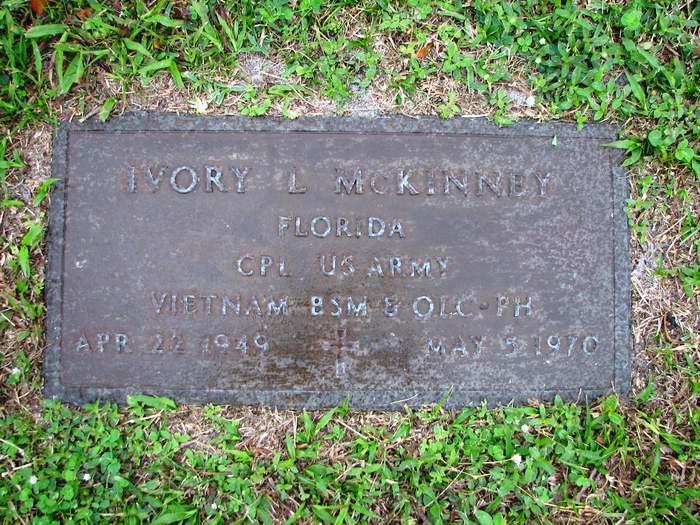 IVORY L McKINNEY
FLORIDA
CPL US ARMY
VIETNAM BSM & OLC-PH
APR 22 1949 MAY 5 1970